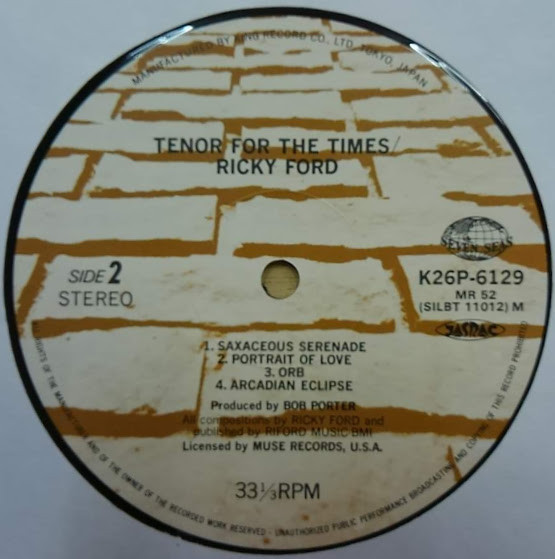 MANUFACTURED BY KING RECORD CO., LTD. TOKYO, JAPAN
TENOR FOR THE TIMES/
RICKY FORD
SEVEN SEAS
SIDE 2
STEREO
K26P-6129
MR 52
(SILBT 11012) M
JASRAC
1. SAXACEOUS SERENADE
2. PORTRAIT OF LOVE
3. ORB
4. ARCADIAN ECLIPSE
Produced by BOB PORTER
All compositions by RICKY FORD and
published by RIFORD MUSIC BMI
Licensed by MUSE RECORDS, U.S.A.
33⅓RPM
ALL RIGHTS OF THE MANUFACTURER AND OF THE OWNER OF THE RECORDED WORK RESERVED - UNAUTHORIZED PUBLIC PERFORMANCE BROADCASTING AND COPYING OF THIS RECORD PROHIBITED